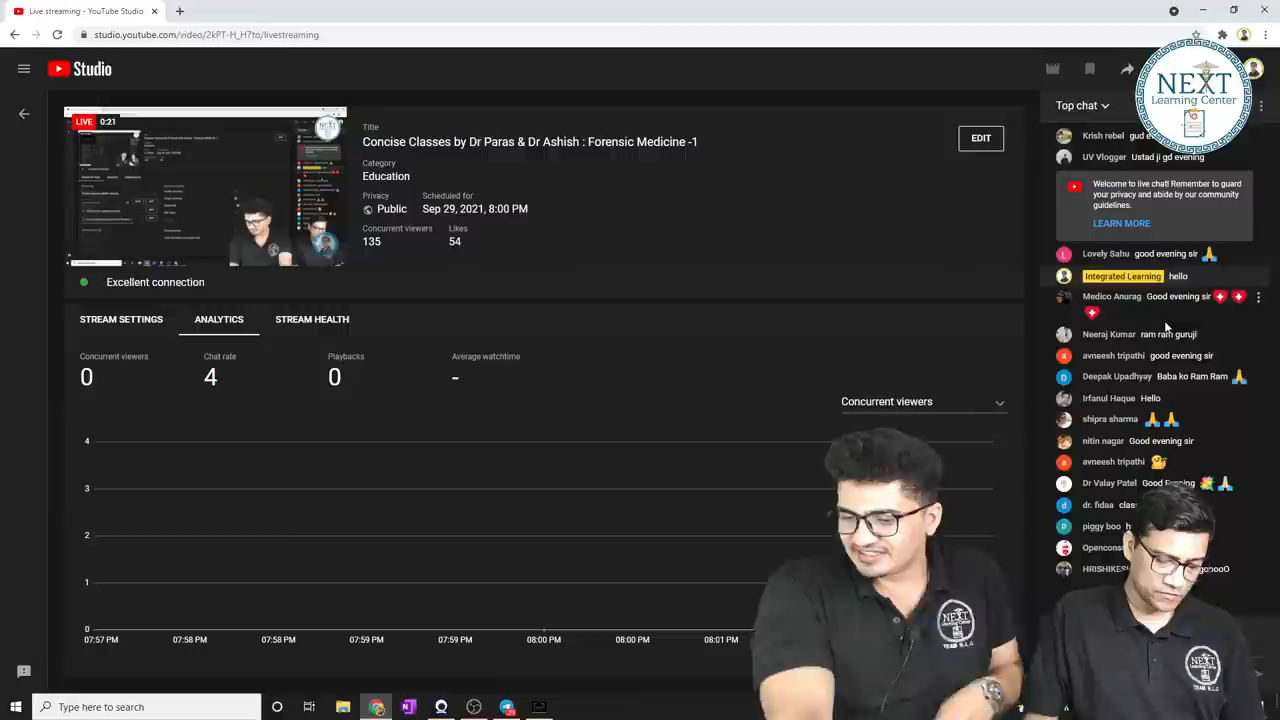 Live streaming - YouTube Studio
studio.youtube.com/video/2kPT-H_H7to/livestreaming
Studio
NEXT
Learning Center
Top chat
LIVE 0:21
Title
Concise Classes by Dr Paras & Dr Ashish : Forensic Medicine -1
EDIT
Category
Education
Privacy Scheduled for
Public Sep 29, 2021, 8:00 PM
Concurrent viewers Likes
135 54
Excellent connection
STREAM SETTINGS ANALYTICS STREAM HEALTH
Concurrent viewers Chat rate Playbacks Average watchtime
0 4 0 -
Concurrent viewers
4
3
2
1
0
07:57 PM 07:58 PM 07:58 PM 07:59 PM 07:59 PM 08:00 PM 08:00 PM 08:01 PM
Krish rebel gud
UV Vlogger Ustad ji gd evening
Welcome to live chat! Remember to guard
your privacy and abide by our community
guidelines.
LEARN MORE
Lovely Sahu good evening sir 🙏
Integrated Learning hello
Medico Anurag Good evening sir
Neeraj Kumar ram ram guruji
avneesh tripathi good evening sir
Deepak Upadhyay Baba ko Ram Ram 🙏
Irfanul Haque Hello
shipra sharma 🙏🙏
nitin nagar Good evening sir
avneesh tripathi
Dr Valay Patel Good Evening 💐🙏
dr. fidaa
piggy boo
NEXT
TEAM N.L.C
NEXT
TEAM N.L.C
Type here to search